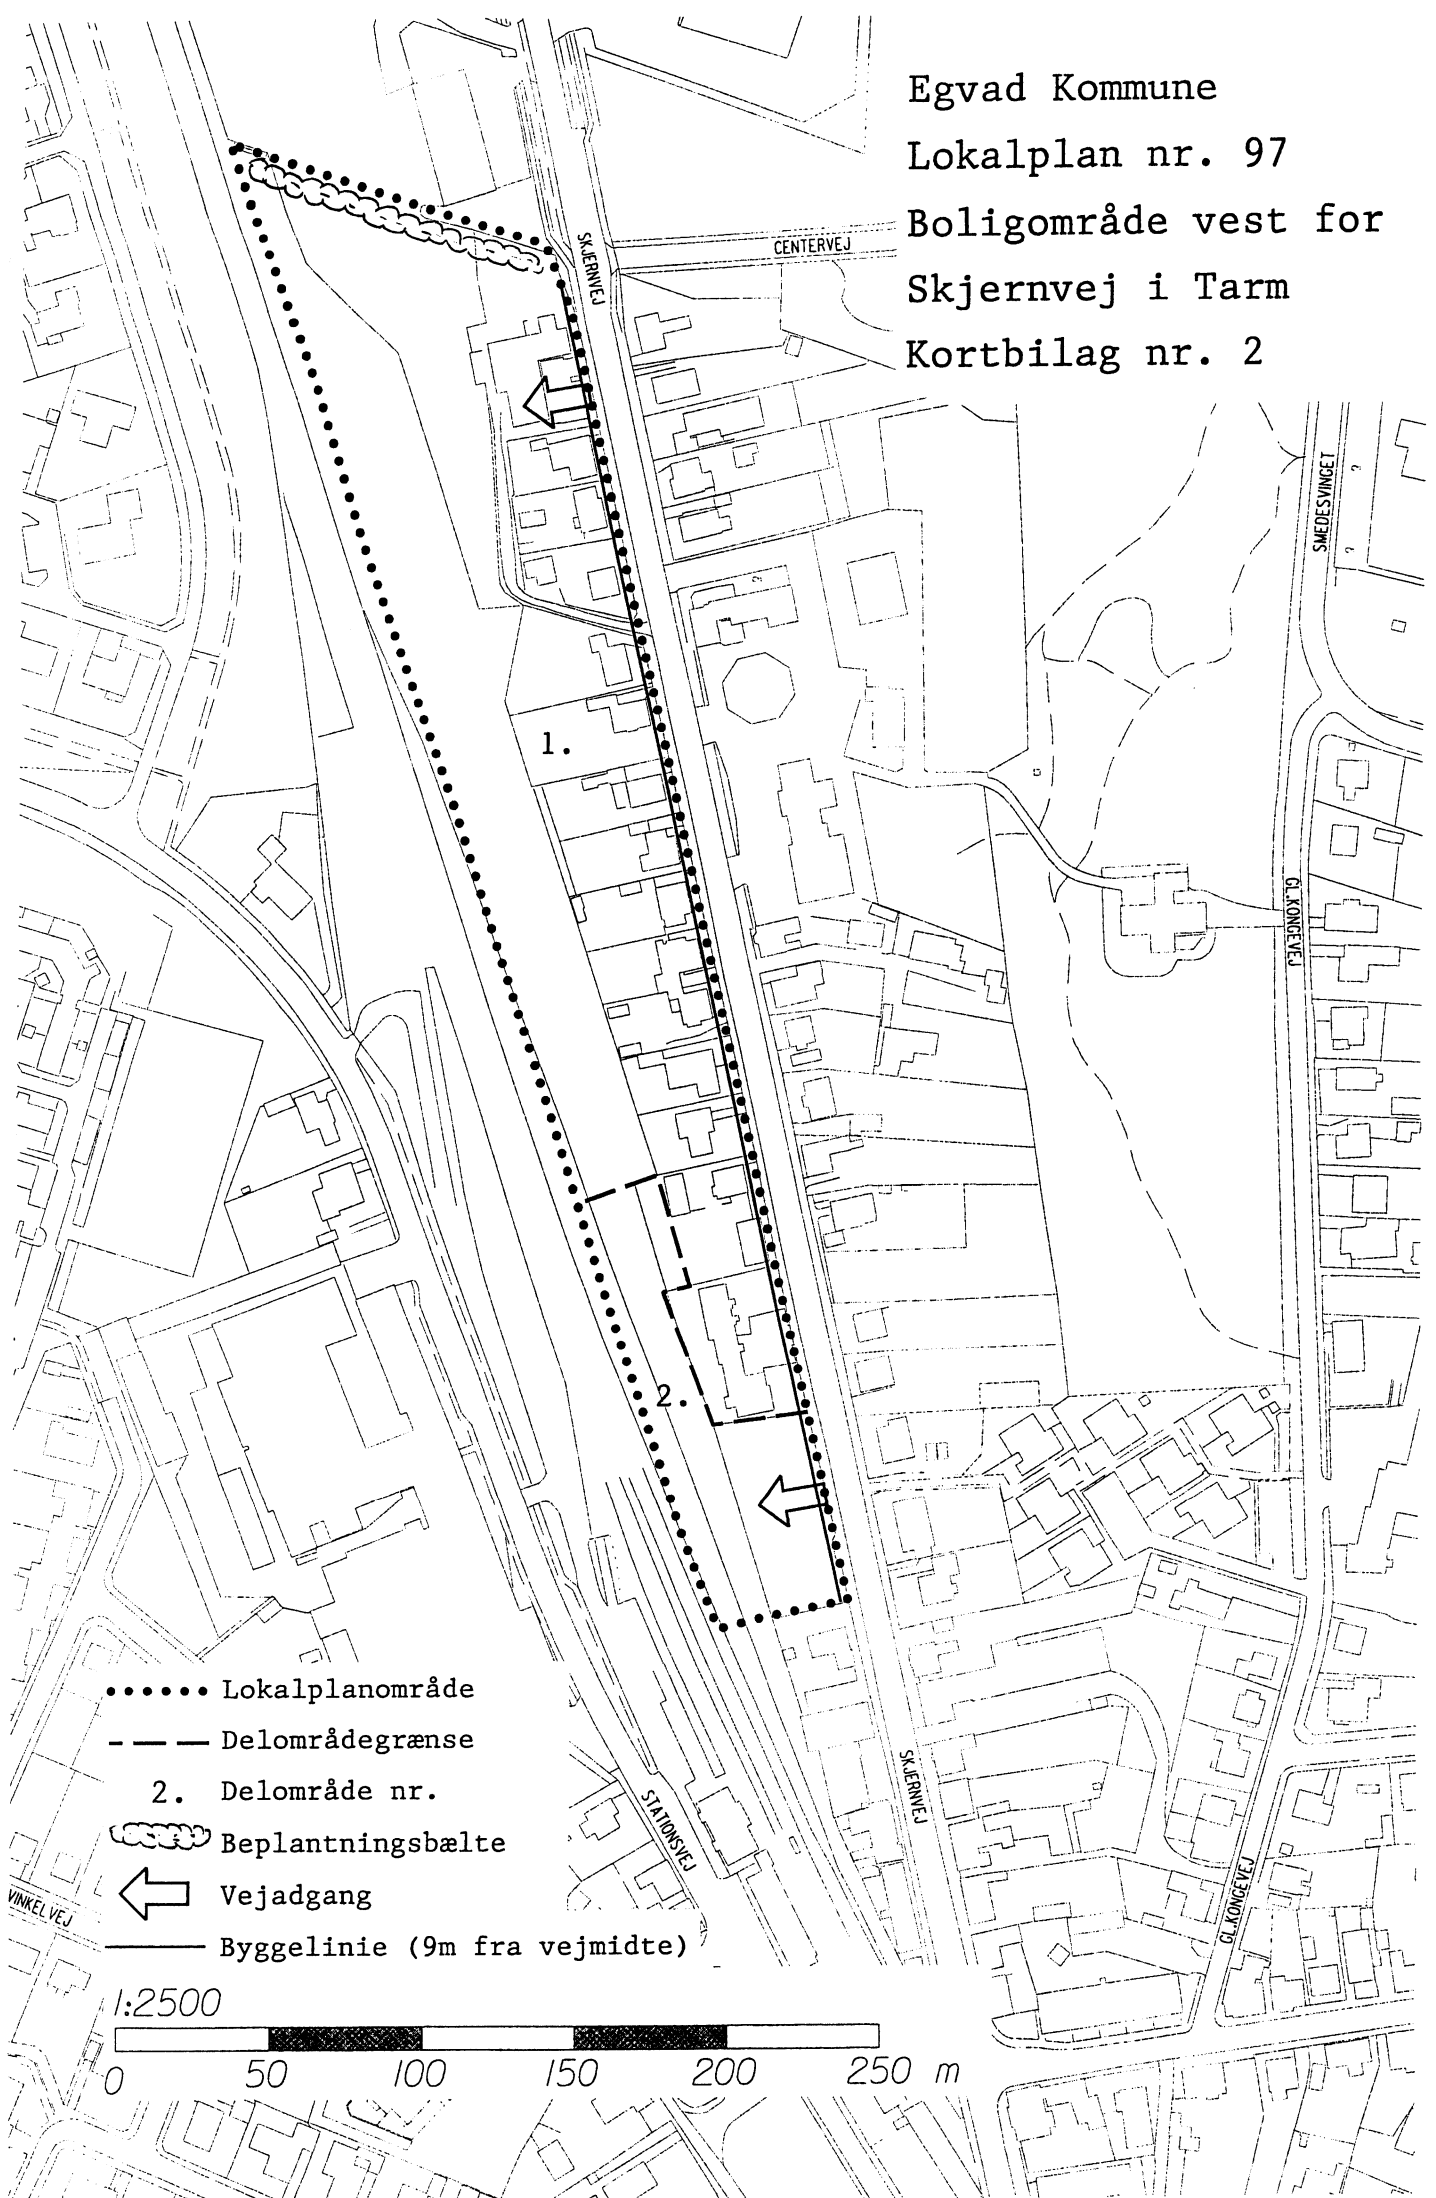 Egvad Kommune
Lokalplan nr. 97
Boligområde vest for
Skjernvej i Tarm
Kortbilag nr. 2
SKJERNVEJ
CENTERVEJ
SMEDESVINGET
1.
GL.KONGEVEJ
2.
SKJERNVEJ
STATIONSVEJ
GL.KONGEVEJ
VINKELVEJ
Lokalplanområde
Delområdegrænse
2. Delområde nr.
Beplantningsbælte
Vejadgang
Byggelinie (9m fra vejmidte)
1:2500
0 50 100 150 200 250 m